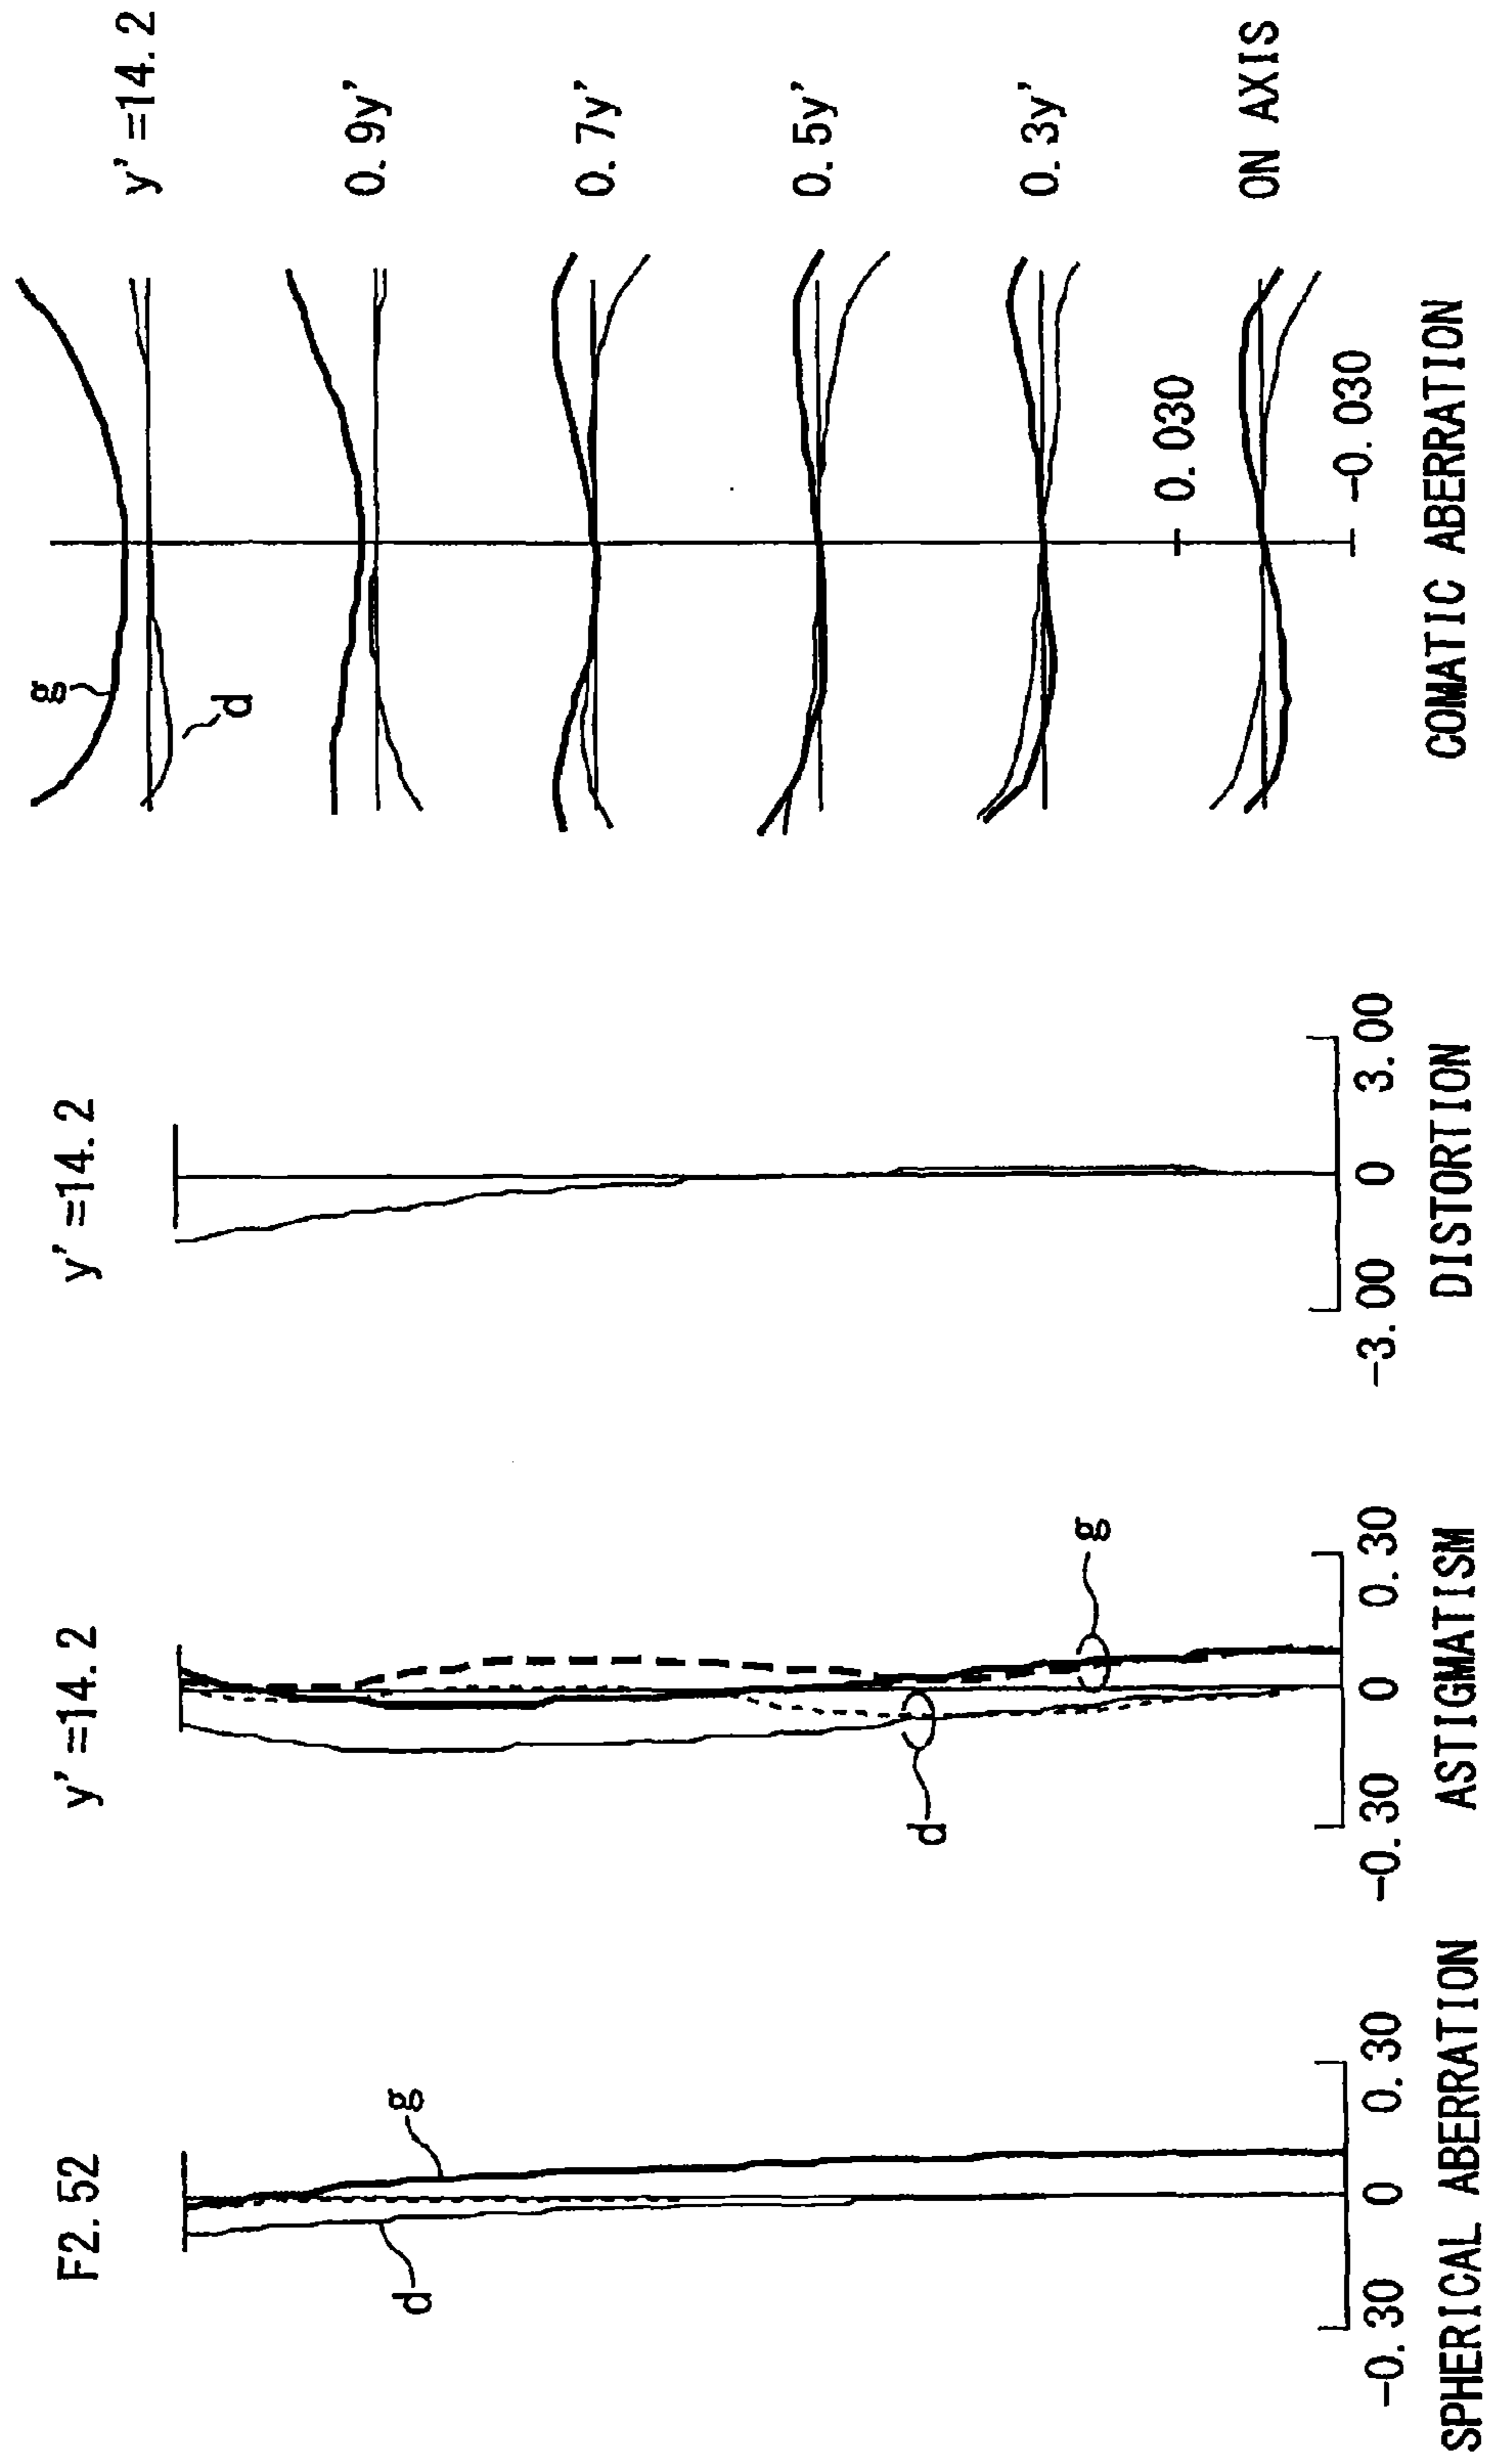 F2.52
g
d
-0.30
0
0.30
SPHERICAL ABERRATION
y'=14.2
g
d
-0.30
0
0.30
ASTIGMATISM
y'=14.2
-3.00
0
3.00
DISTORTION
g
d
y'=14.2
0.9y'
0.7y'
0.5y'
0.3y'
0.030
ON AXIS
-0.030
COMATIC ABERRATION